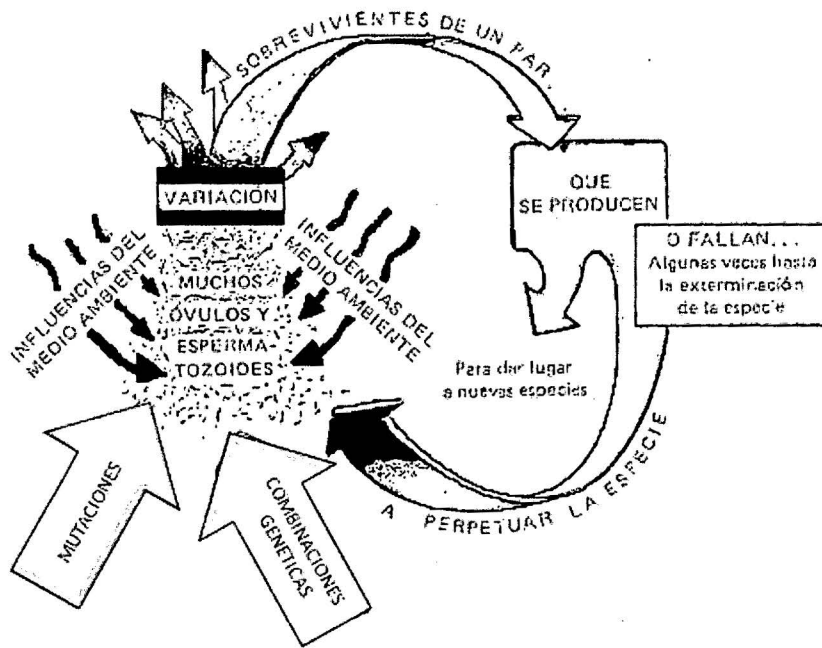 SOBREVIVIENTES DE UN PAR.
VARIACIÓN
QUE
SE PRODUCEN
O FALLAN...
Algunas veces hasta
la exterminación
de la especie
INFLUENCIAS DEL
MEDIO AMBIENTE
INFLUENCIAS DEL
MEDIO AMBIENTE
MUCHOS
ÓVULOS Y
ESPERMA-
TOZOIDES
Para dar lugar
a nuevas especies
A PERPETUAR LA ESPECIE
MUTACIONES
COMBINACIONES
GENETICAS